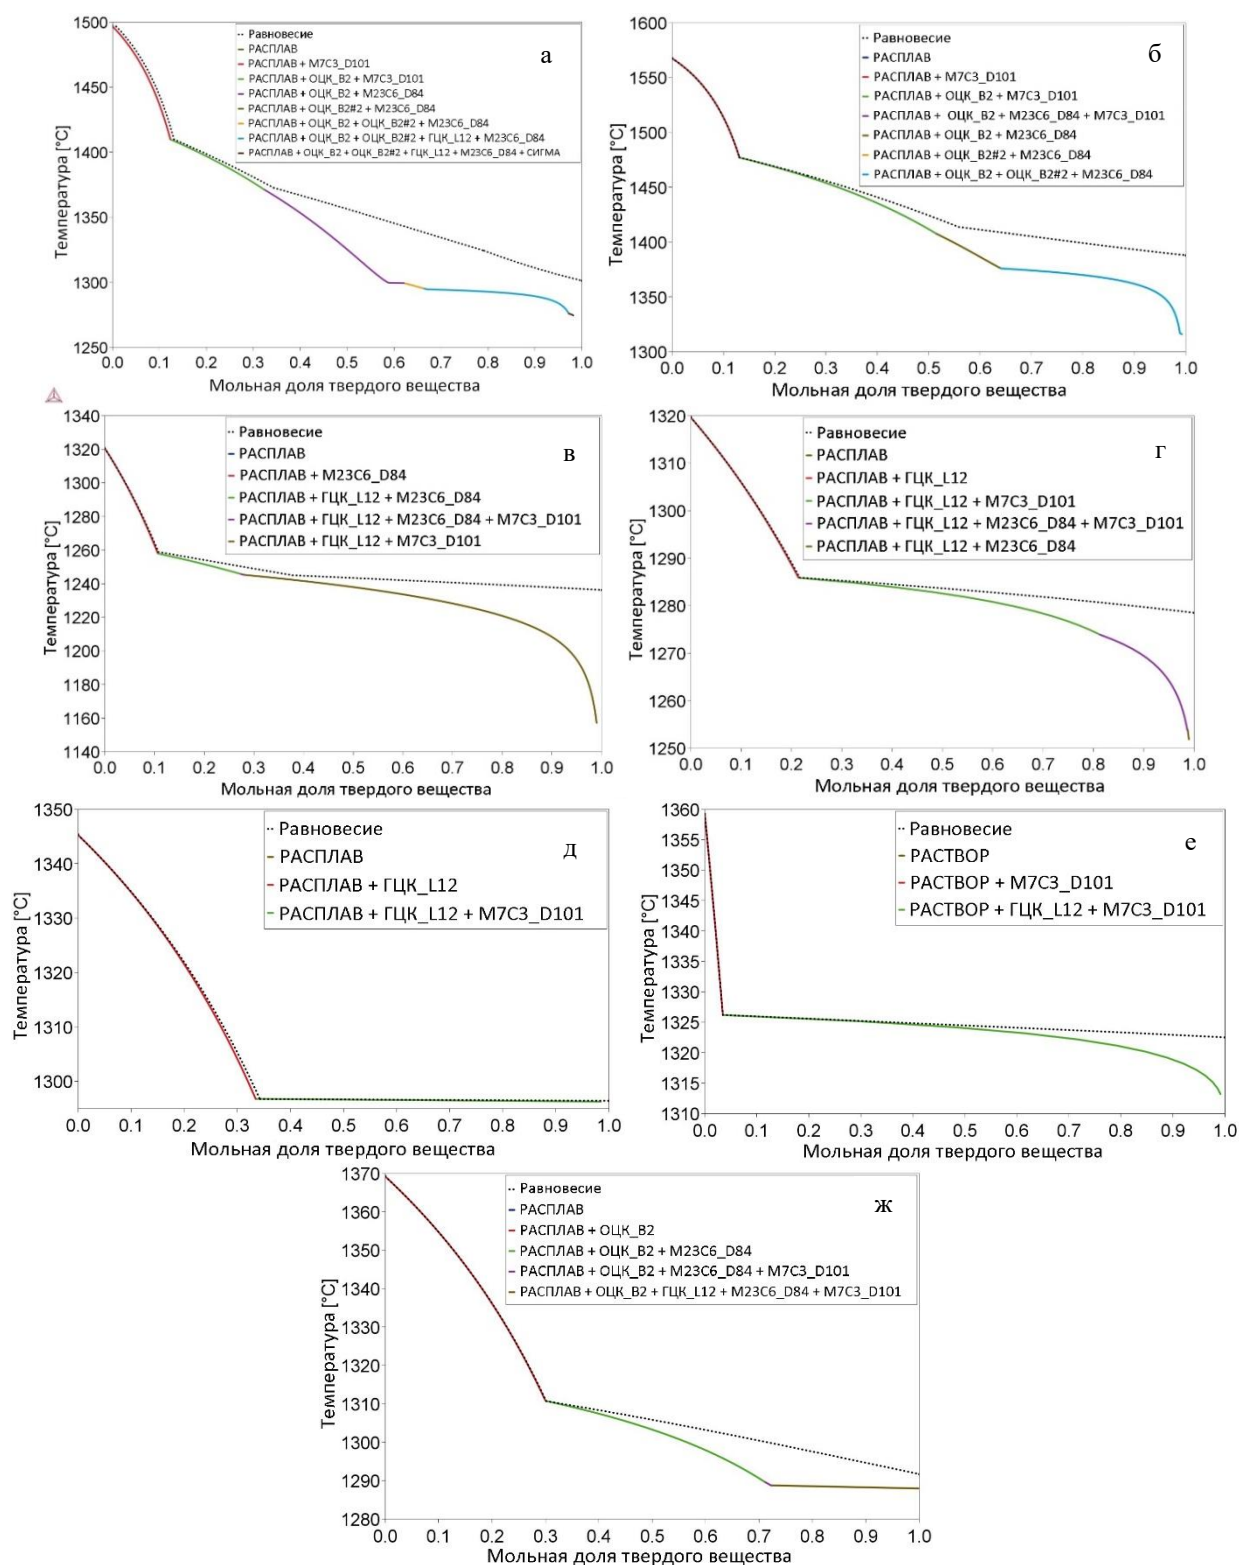 а
Температура [°C]
1500
1450
1400
1350
1300
1250
Равновесие
РАСПЛАВ
РАСПЛАВ + M7C3_D101
РАСПЛАВ + ОЦК_B2 + M7C3_D101
РАСПЛАВ + ОЦК_B2 + M23C6_D84
РАСПЛАВ + ОЦК_B2#2 + M23C6_D84
РАСПЛАВ + ОЦК_B2 + ОЦК_B2#2 + M23C6_D84
РАСПЛАВ + ОЦК_B2 + ОЦК_B2#2 + ГЦК_L12 + M23C6_D84
РАСПЛАВ + ОЦК_B2 + ОЦК_B2#2 + ГЦК_L12 + M23C6_D84 + СИГМА
0.0 0.1 0.2 0.3 0.4 0.5 0.6 0.7 0.8 0.9 1.0
Мольная доля твердого вещества
б
Температура [°C]
1600
1550
1500
1450
1400
1350
1300
Равновесие
РАСПЛАВ
РАСПЛАВ + M7C3_D101
РАСПЛАВ + ОЦК_B2 + M7C3_D101
РАСПЛАВ + ОЦК_B2 + M23C6_D84 + M7C3_D101
РАСПЛАВ + ОЦК_B2 + M23C6_D84
РАСПЛАВ + ОЦК_B2#2 + M23C6_D84
РАСПЛАВ + ОЦК_B2 + ОЦК_B2#2 + M23C6_D84
0.0 0.1 0.2 0.3 0.4 0.5 0.6 0.7 0.8 0.9 1.0
Мольная доля твердого вещества
в
Температура [°C]
1340
1320
1300
1280
1260
1240
1220
1200
1180
1160
1140
Равновесие
РАСПЛАВ
РАСПЛАВ + M23C6_D84
РАСПЛАВ + ГЦК_L12 + M23C6_D84
РАСПЛАВ + ГЦК_L12 + M23C6_D84 + M7C3_D101
РАСПЛАВ + ГЦК_L12 + M7C3_D101
0.0 0.1 0.2 0.3 0.4 0.5 0.6 0.7 0.8 0.9 1.0
Мольная доля твердого вещества
г
Температура [°C]
1320
1310
1300
1290
1280
1270
1260
1250
Равновесие
РАСПЛАВ
РАСПЛАВ + ГЦК_L12
РАСПЛАВ + ГЦК_L12 + M7C3_D101
РАСПЛАВ + ГЦК_L12 + M23C6_D84 + M7C3_D101
РАСПЛАВ + ГЦК_L12 + M23C6_D84
0.0 0.1 0.2 0.3 0.4 0.5 0.6 0.7 0.8 0.9 1.0
Мольная доля твердого вещества
д
Температура [°C]
1350
1340
1330
1320
1310
1300
Равновесие
РАСПЛАВ
РАСПЛАВ + ГЦК_L12
РАСПЛАВ + ГЦК_L12 + M7C3_D101
0.0 0.1 0.2 0.3 0.4 0.5 0.6 0.7 0.8 0.9 1.0
Мольная доля твердого вещества
е
Температура [°C]
1360
1355
1350
1345
1340
1335
1330
1325
1320
1315
1310
Равновесие
РАСТВОР
РАСТВОР + M7C3_D101
РАСТВОР + ГЦК_L12 + M7C3_D101
0.0 0.1 0.2 0.3 0.4 0.5 0.6 0.7 0.8 0.9 1.0
Мольная доля твердого вещества
ж
Температура [°C]
1370
1360
1350
1340
1330
1320
1310
1300
1290
1280
Равновесие
РАСПЛАВ
РАСПЛАВ + ОЦК_B2
РАСПЛАВ + ОЦК_B2 + M23C6_D84
РАСПЛАВ + ОЦК_B2 + M23C6_D84 + M7C3_D101
РАСПЛАВ + ОЦК_B2 + ГЦК_L12 + M23C6_D84 + M7C3_D101
0.0 0.1 0.2 0.3 0.4 0.5 0.6 0.7 0.8 0.9 1.0
Мольная доля твердого вещества